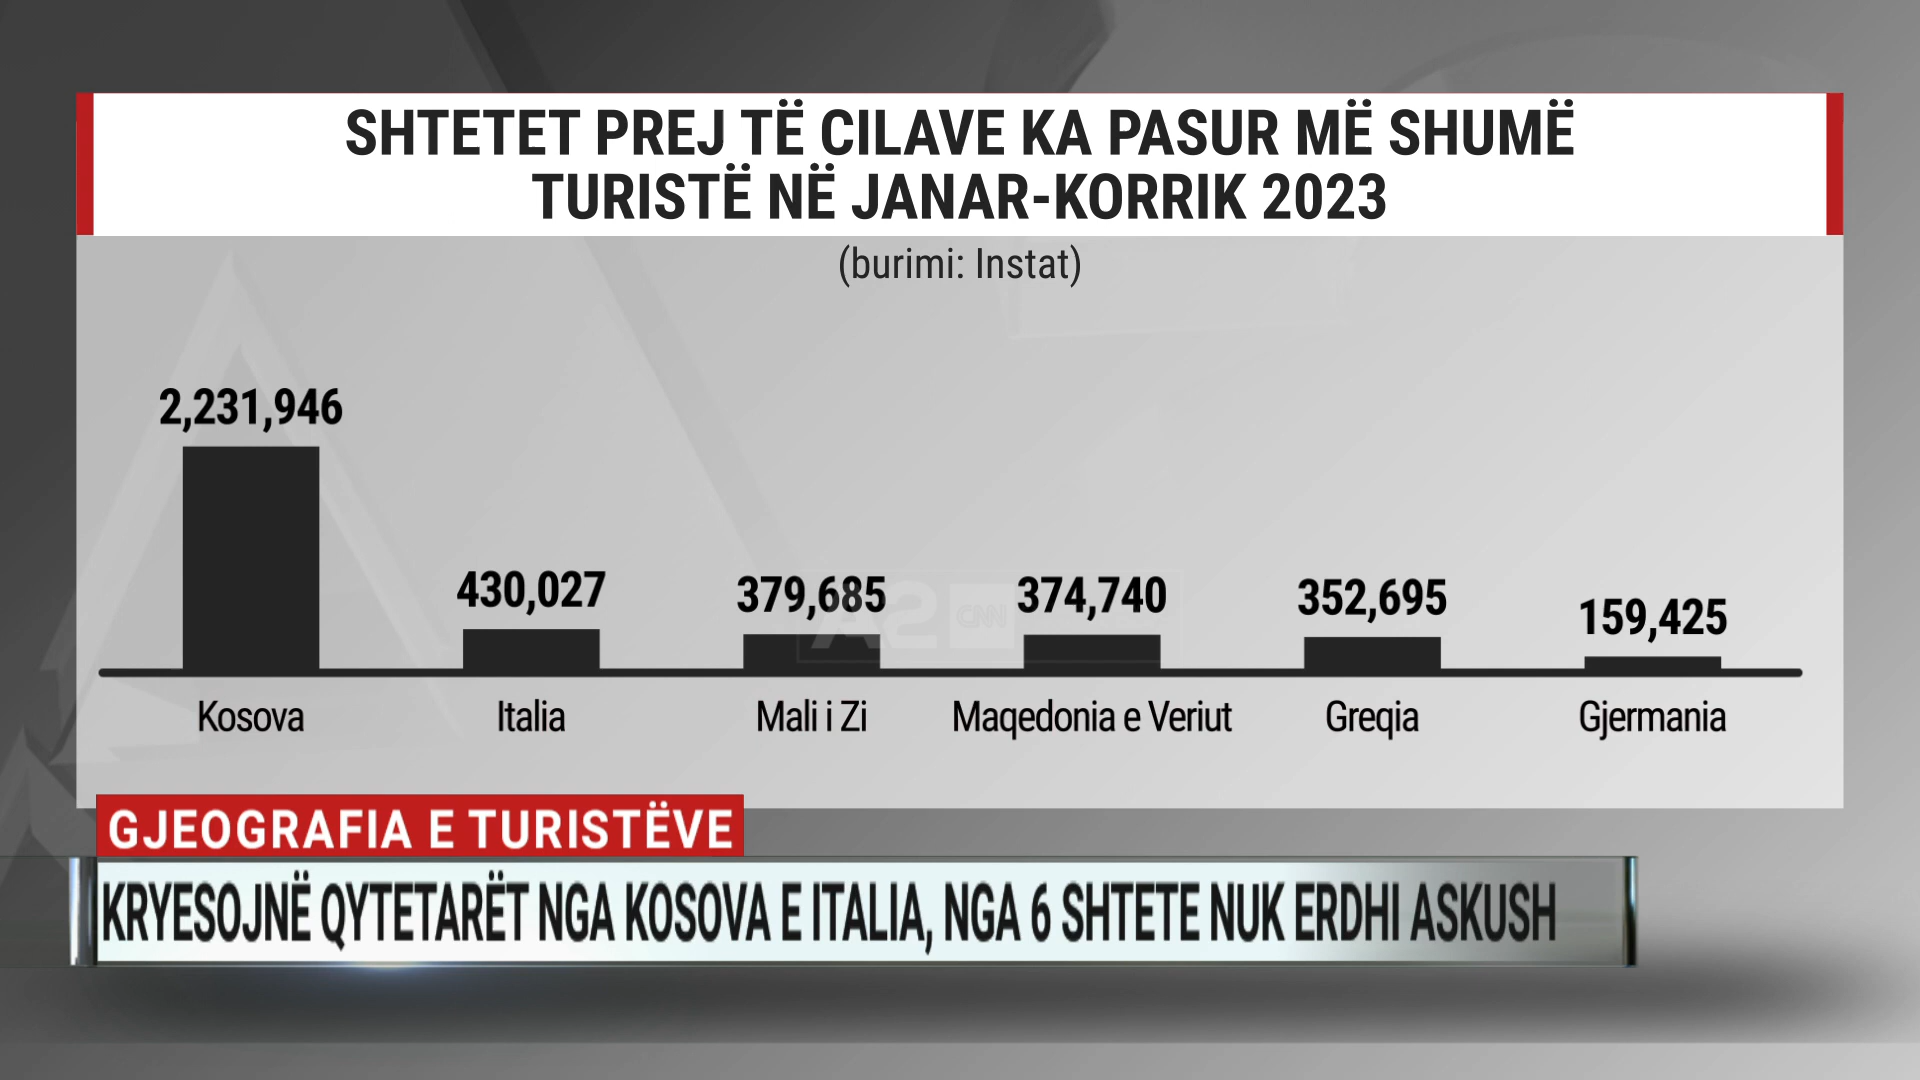 SHTETET PREJ TË CILAVE KA PASUR MË SHUMË
TURISTË NË JANAR-KORRIK 2023
(burimi: Instat)
2,231,946
430,027
379,685
374,740
352,695
159,425
A2 CNN
Kosova
Italia
Mali i Zi
Maqedonia e Veriut
Greqia
Gjermania
GJEOGRAFIA E TURISTËVE
KRYESOJNË QYTETARËT NGA KOSOVA E ITALIA, NGA 6 SHTETE NUK ERDHI ASKUSH